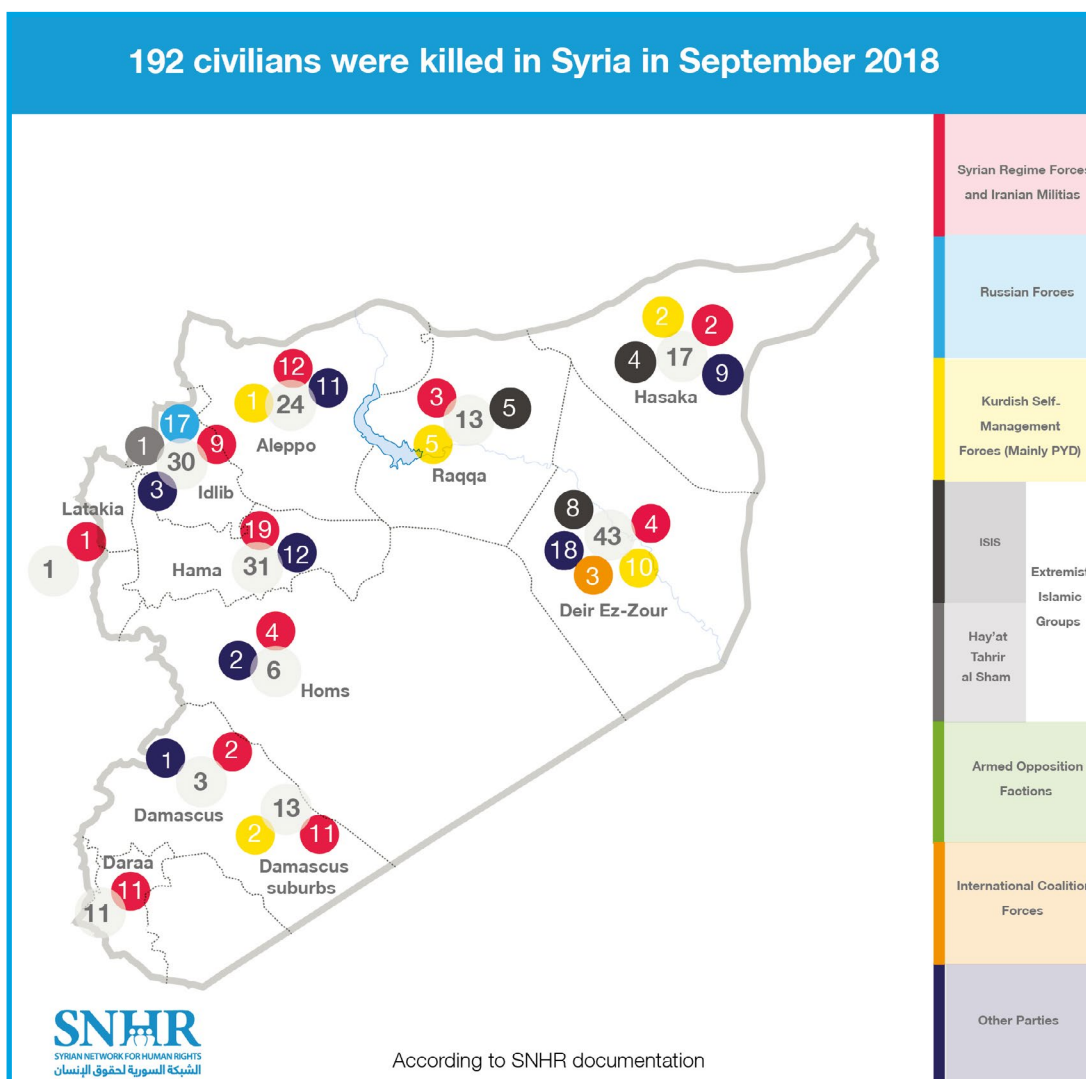 192 civilians were killed in Syria in September 2018
Syrian Regime Forces
and Iranian Militias
Russian Forces
Kurdish Self-
Management
Forces (Mainly PYD)
ISIS
Extremist
Islamic
Groups
Hay'at
Tahrir
al Sham
Armed Opposition
Factions
International Coalition
Forces
Other Parties
2
2
4
17
9
Hasaka
12
1
11
24
Aleppo
3
5
13
5
Raqqa
17
1
9
30
3
Idlib
Latakia
1
1
19
12
31
Hama
8
4
43
18
10
3
Deir Ez-Zour
4
2
6
Homs
1
2
3
Damascus
13
2
11
Damascus
suburbs
Daraa
11
11
SNHR
SYRIAN NETWORK FOR HUMAN RIGHTS
الشبكة السورية لحقوق الإنسان
According to SNHR documentation